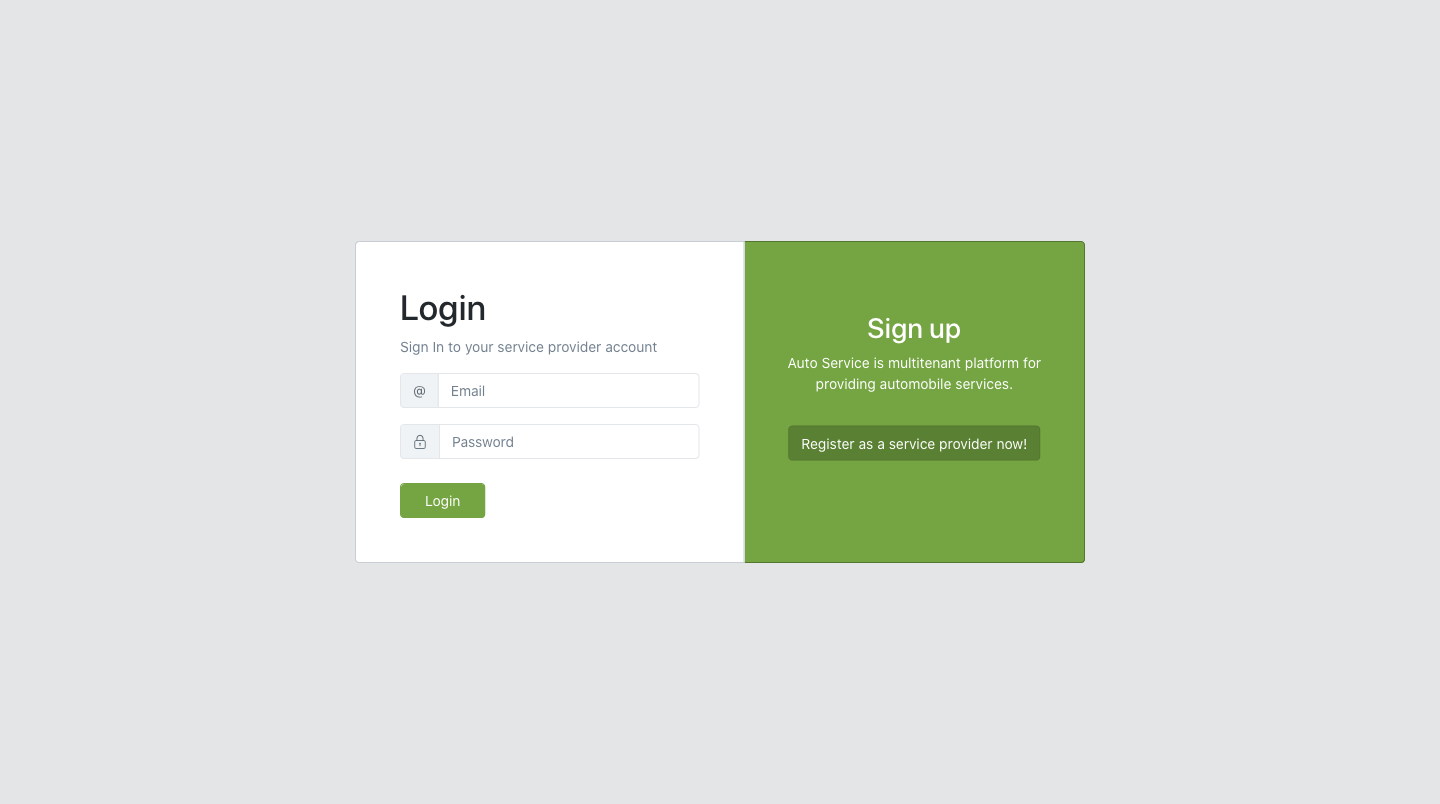 Login
Sign In to your service provider account
@ Email
Password
Login
Sign up
Auto Service is multitenant platform for
providing automobile services.
Register as a service provider now!